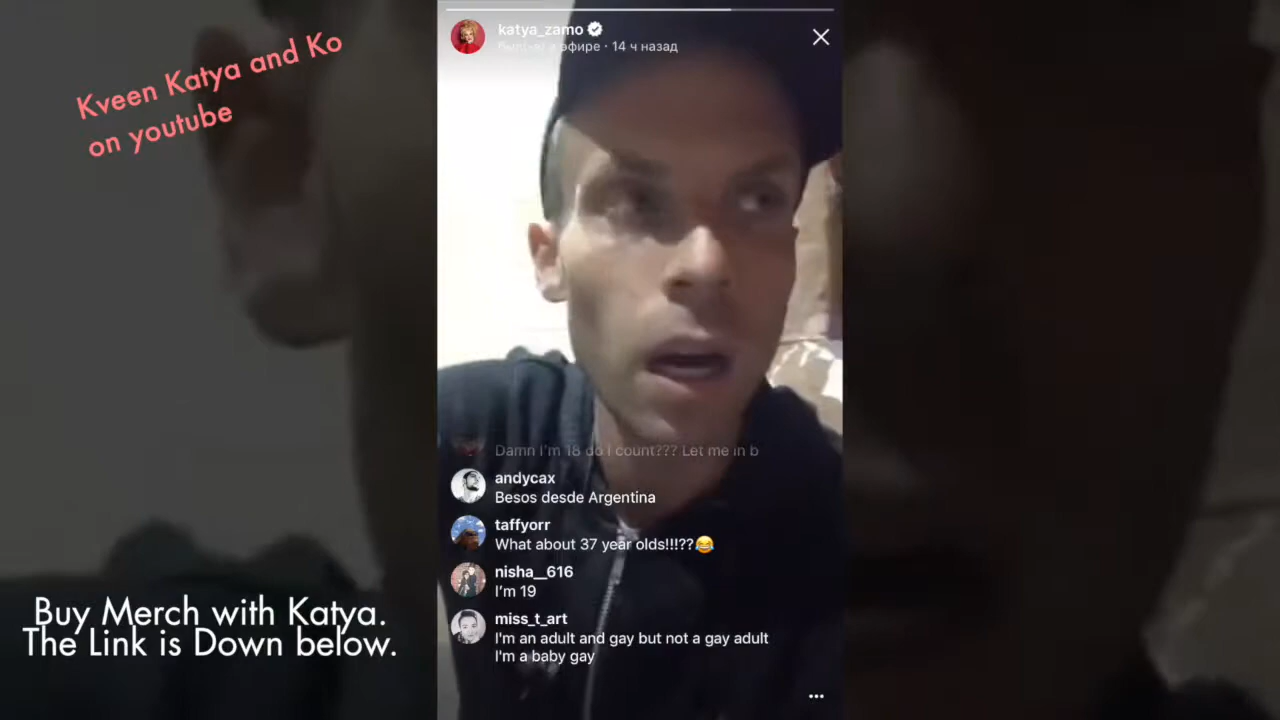 Kveen Katya and Ko
on youtube
katya_zamo
был(-а) в эфире · 14 ч назад
Damn I'm 18 do I count??? Let me in b
andycax
Besos desde Argentina
taffyorr
What about 37 year olds!!!??😂
nisha__616
I'm 19
miss_t_art
I'm an adult and gay but not a gay adult
I'm a baby gay
Buy Merch with Katya.
The Link is Down below.